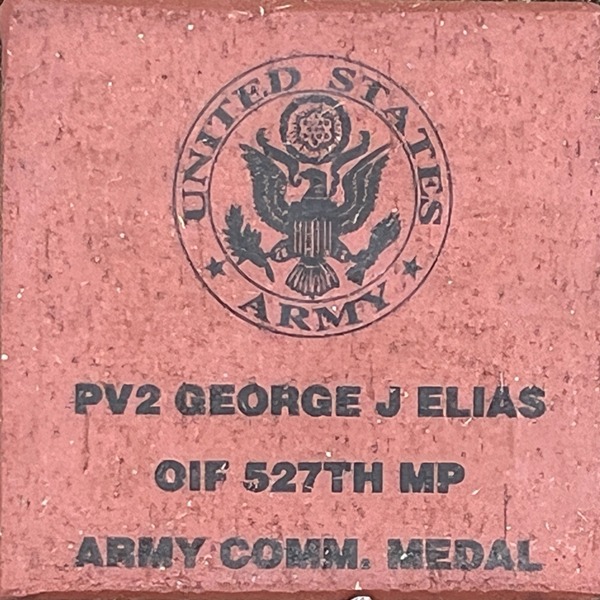 UNITED STATES
ARMY
PV2 GEORGE J ELIAS
OIF 527TH MP
ARMY COMM. MEDAL